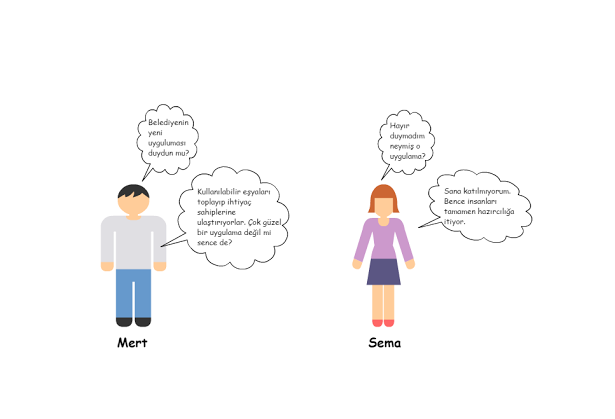 Belediyenin
yeni
uyguluması
duydun mu?
Hayır
duymadım
neymiş o
uygulama?
Kullanılabilir eşyaları
toplayıp ihtiyaç
sahiplerine
ulaştırıyorlar. Çok güzel
bir uygulama değil mi
sence de?
Sana katılmıyorum.
Bence insanları
tamamen hazırcılığa
itiyor.
Mert
Sema